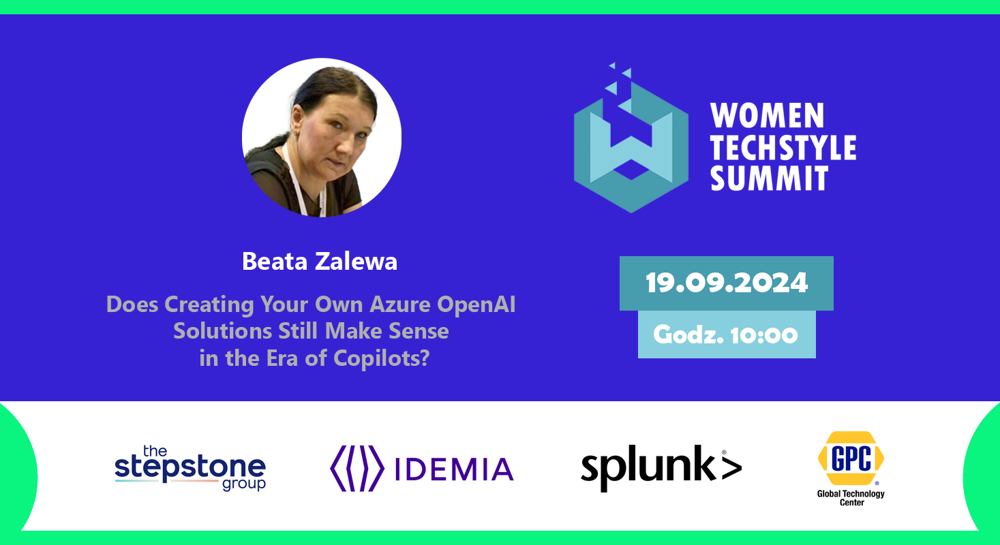 WOMEN
TECHSTYLE
SUMMIT
Beata Zalewa
Does Creating Your Own Azure OpenAI
Solutions Still Make Sense
in the Era of Copilots?
19.09.2024
Godz. 10:00
the
stepstone
group
IDEMIA
splunk>®
GPC®
Global Technology
Center